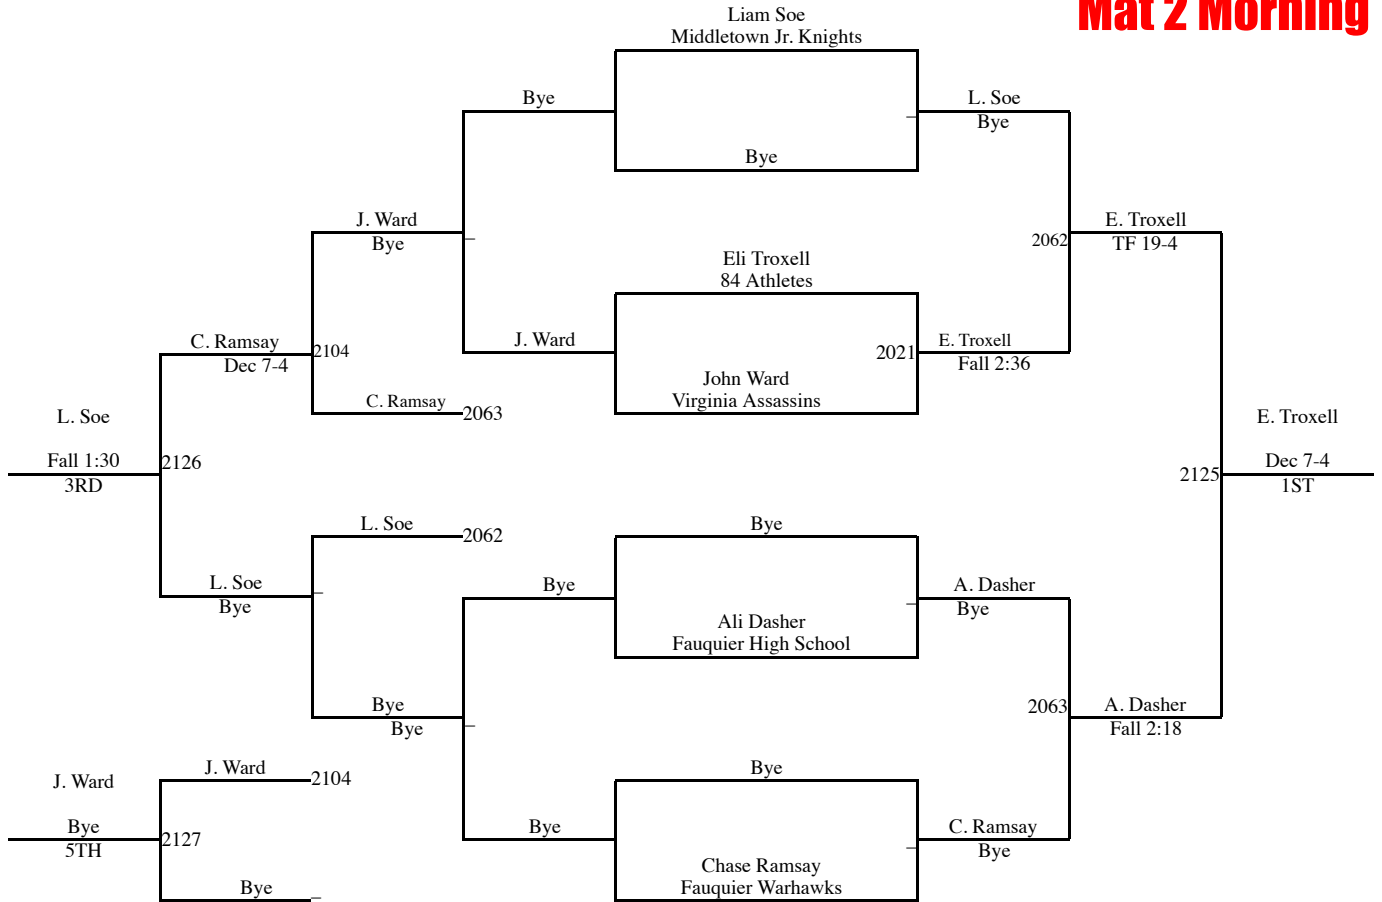 Mat 2 Morning
Liam Soe
Middletown Jr. Knights
Bye
L. Soe
Bye
Bye
J. Ward
Bye
E. Troxell
TF 19-4
2062
Eli Troxell
84 Athletes
C. Ramsay
Dec 7-4
2104
J. Ward
2021
E. Troxell
Fall 2:36
John Ward
Virginia Assassins
C. Ramsay
2063
L. Soe
Fall 1:30
3RD
2126
E. Troxell
Dec 7-4
1ST
2125
L. Soe
2062
Bye
L. Soe
Bye
Bye
A. Dasher
Bye
Ali Dasher
Fauquier High School
Bye
Bye
2063
A. Dasher
Fall 2:18
J. Ward
2104
Bye
J. Ward
Bye
5TH
2127
Bye
C. Ramsay
Bye
Chase Ramsay
Fauquier Warhawks
Bye